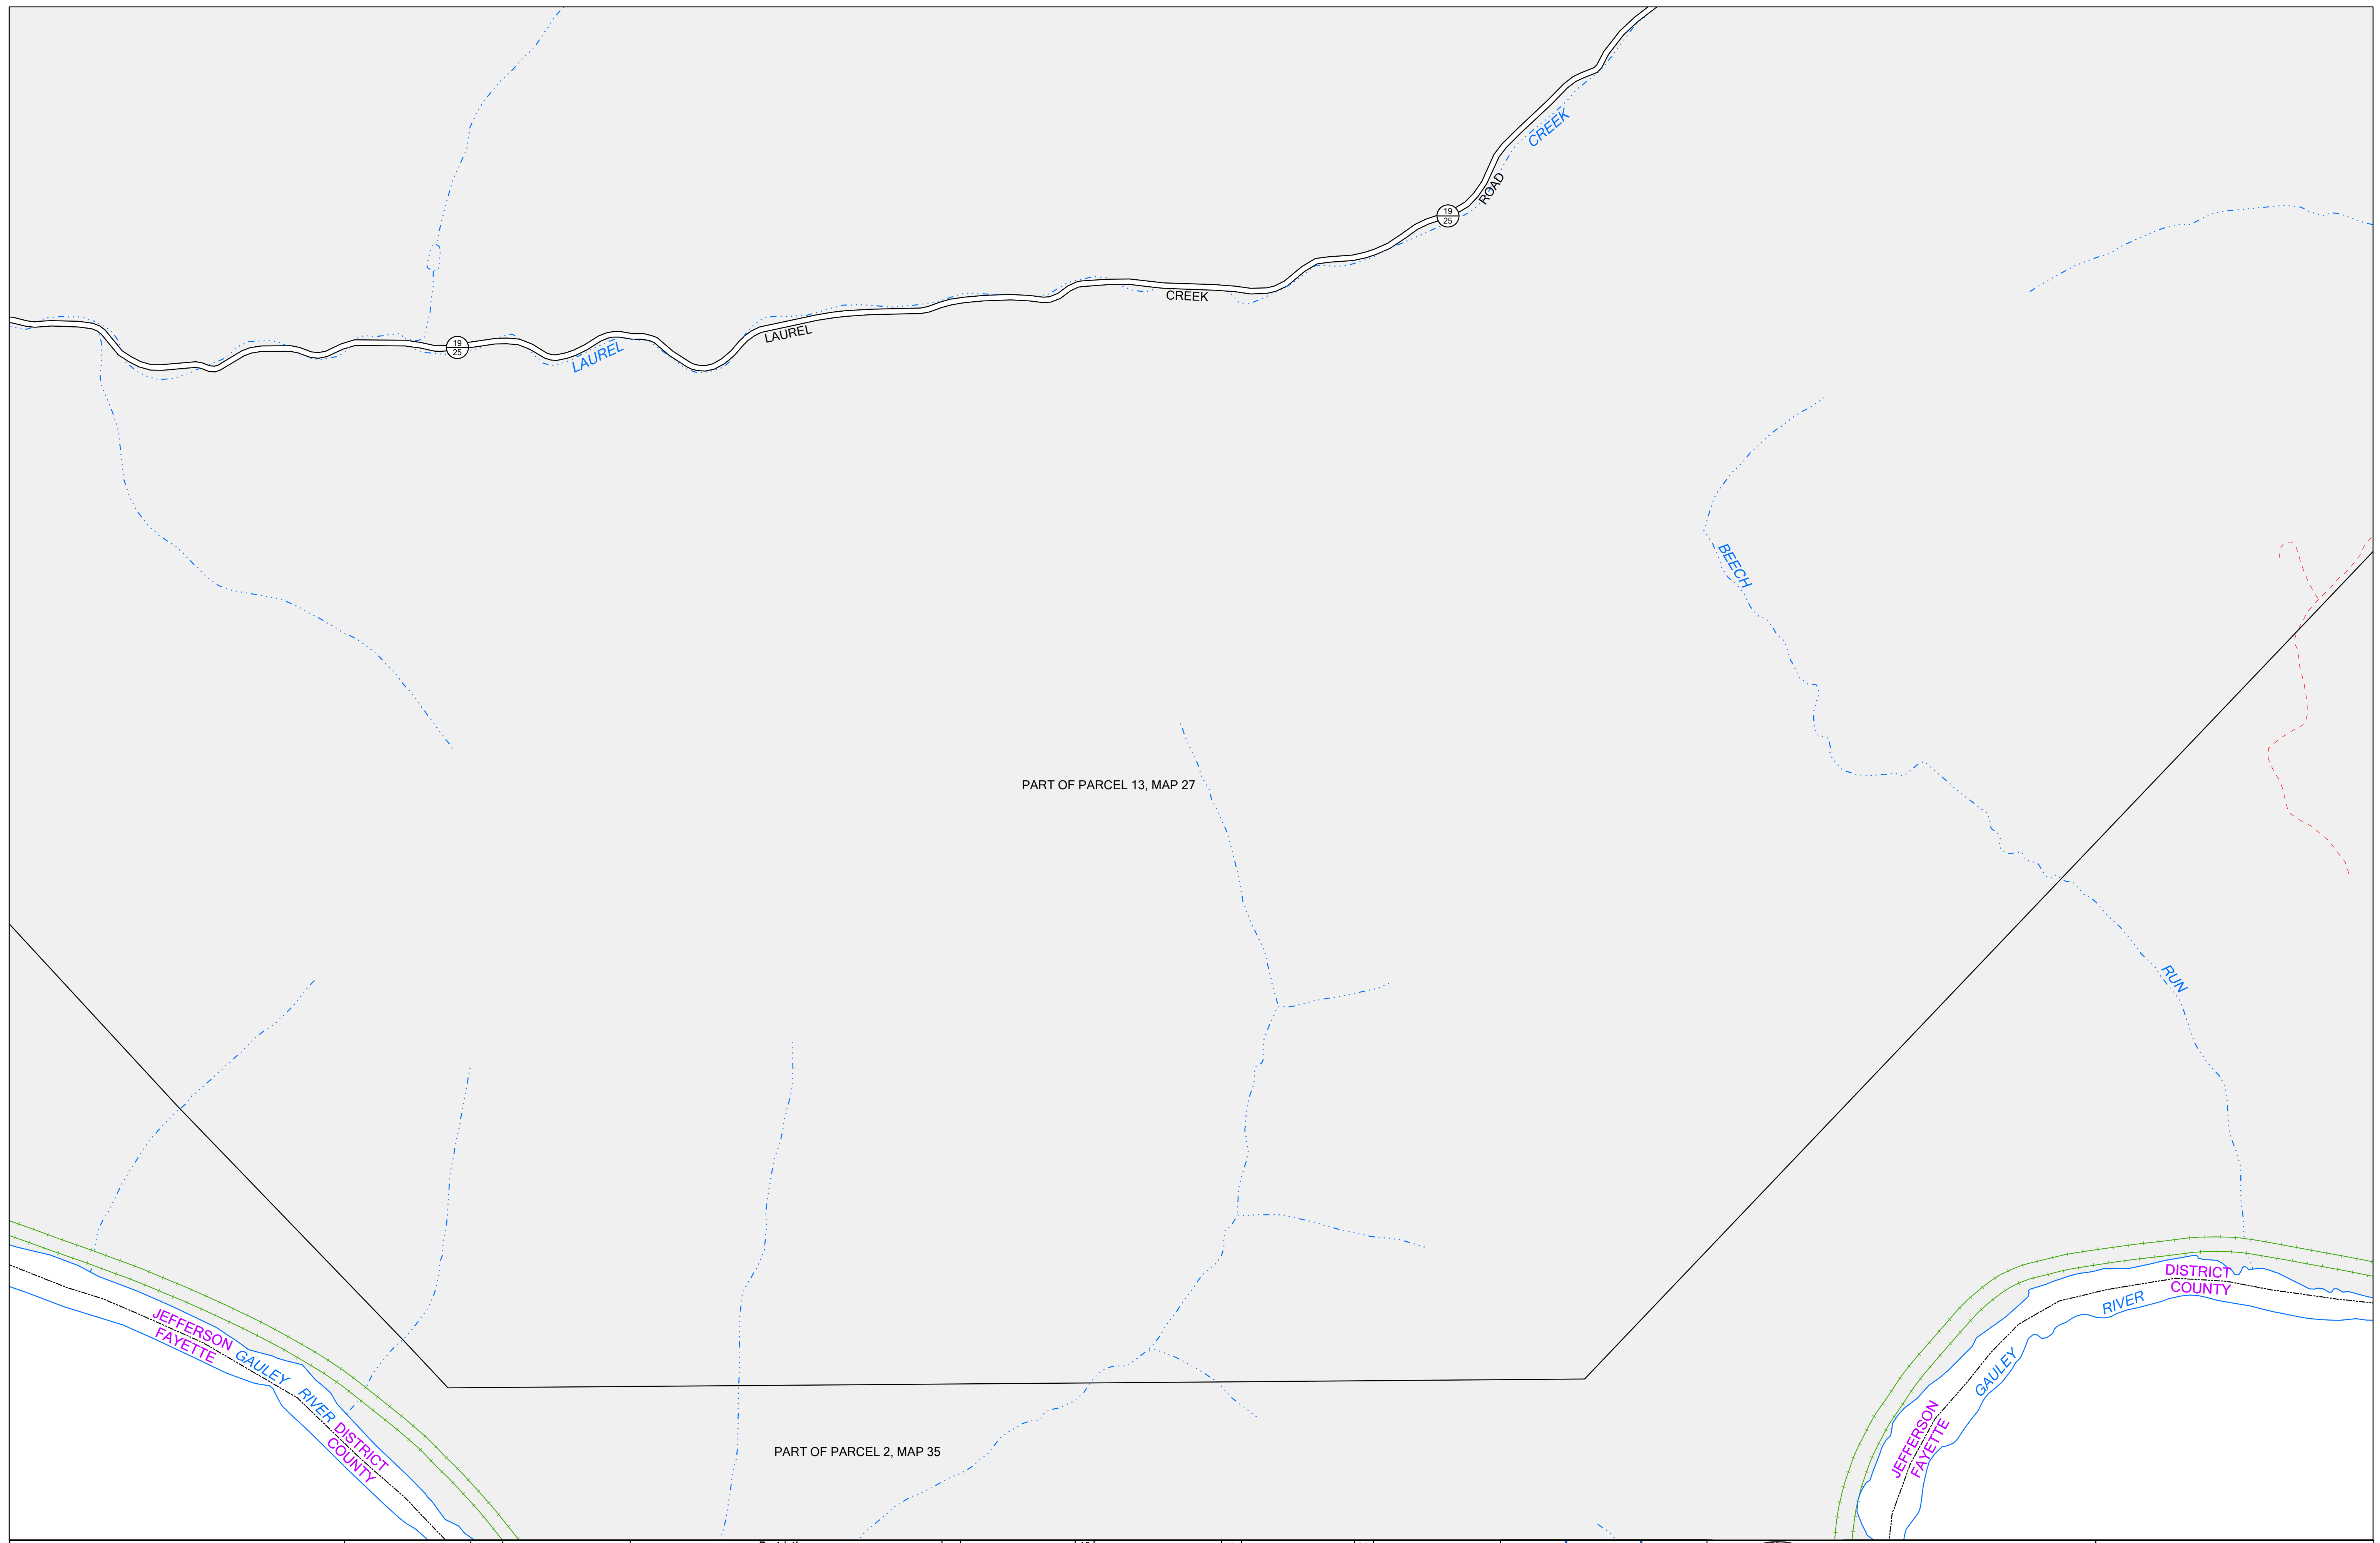 CREEK
ROAD
19
25
CREEK
LAUREL
19
25
LAUREL
BEECH
PART OF PARCEL 13, MAP 27
RUN
DISTRICT
COUNTY
RIVER
JEFFERSON
FAYETTE
GAULEY RIVER
GAULEY
DISTRICT
COUNTY
JEFFERSON
FAYETTE
PART OF PARCEL 2, MAP 35